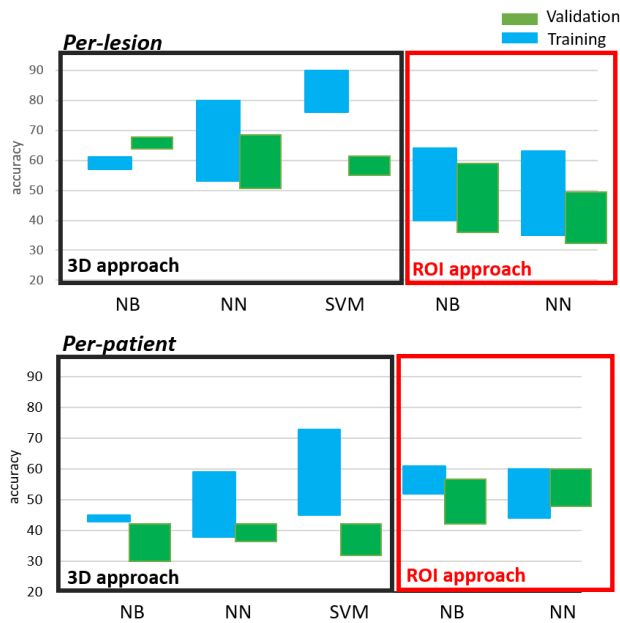 Validation
Training
Per-lesion
90
80
70
60
50
40
30
20
accuracy
3D approach
ROI approach
NB
NN
SVM
NB
NN
Per-patient
90
80
70
60
50
40
30
20
accuracy
3D approach
ROI approach
NB
NN
SVM
NB
NN